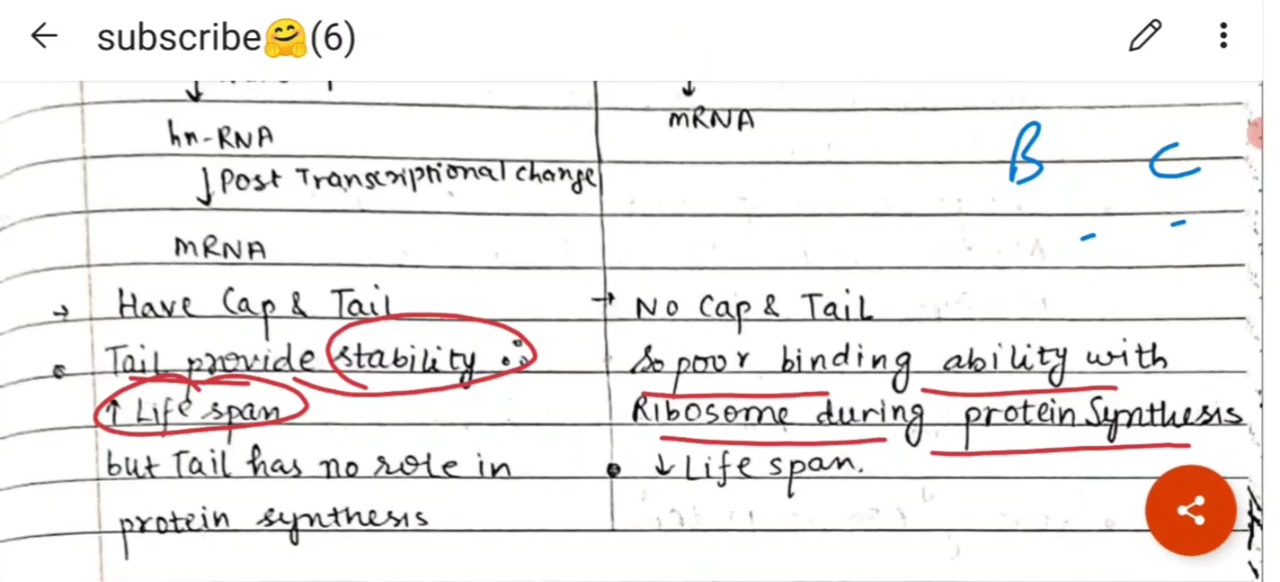 subscribe🤗(6)
↓
hn-RNA
↓ Post Transcriptional change
mRNA
→ Have Cap & Tail
• Tail provide stability ∴
↑ Life span
but Tail has no role in
protein synthesis
↓
mRNA
→ No Cap & Tail
So poor binding ability with
Ribosome during protein Synthesis
• ↓ Life span.
B C